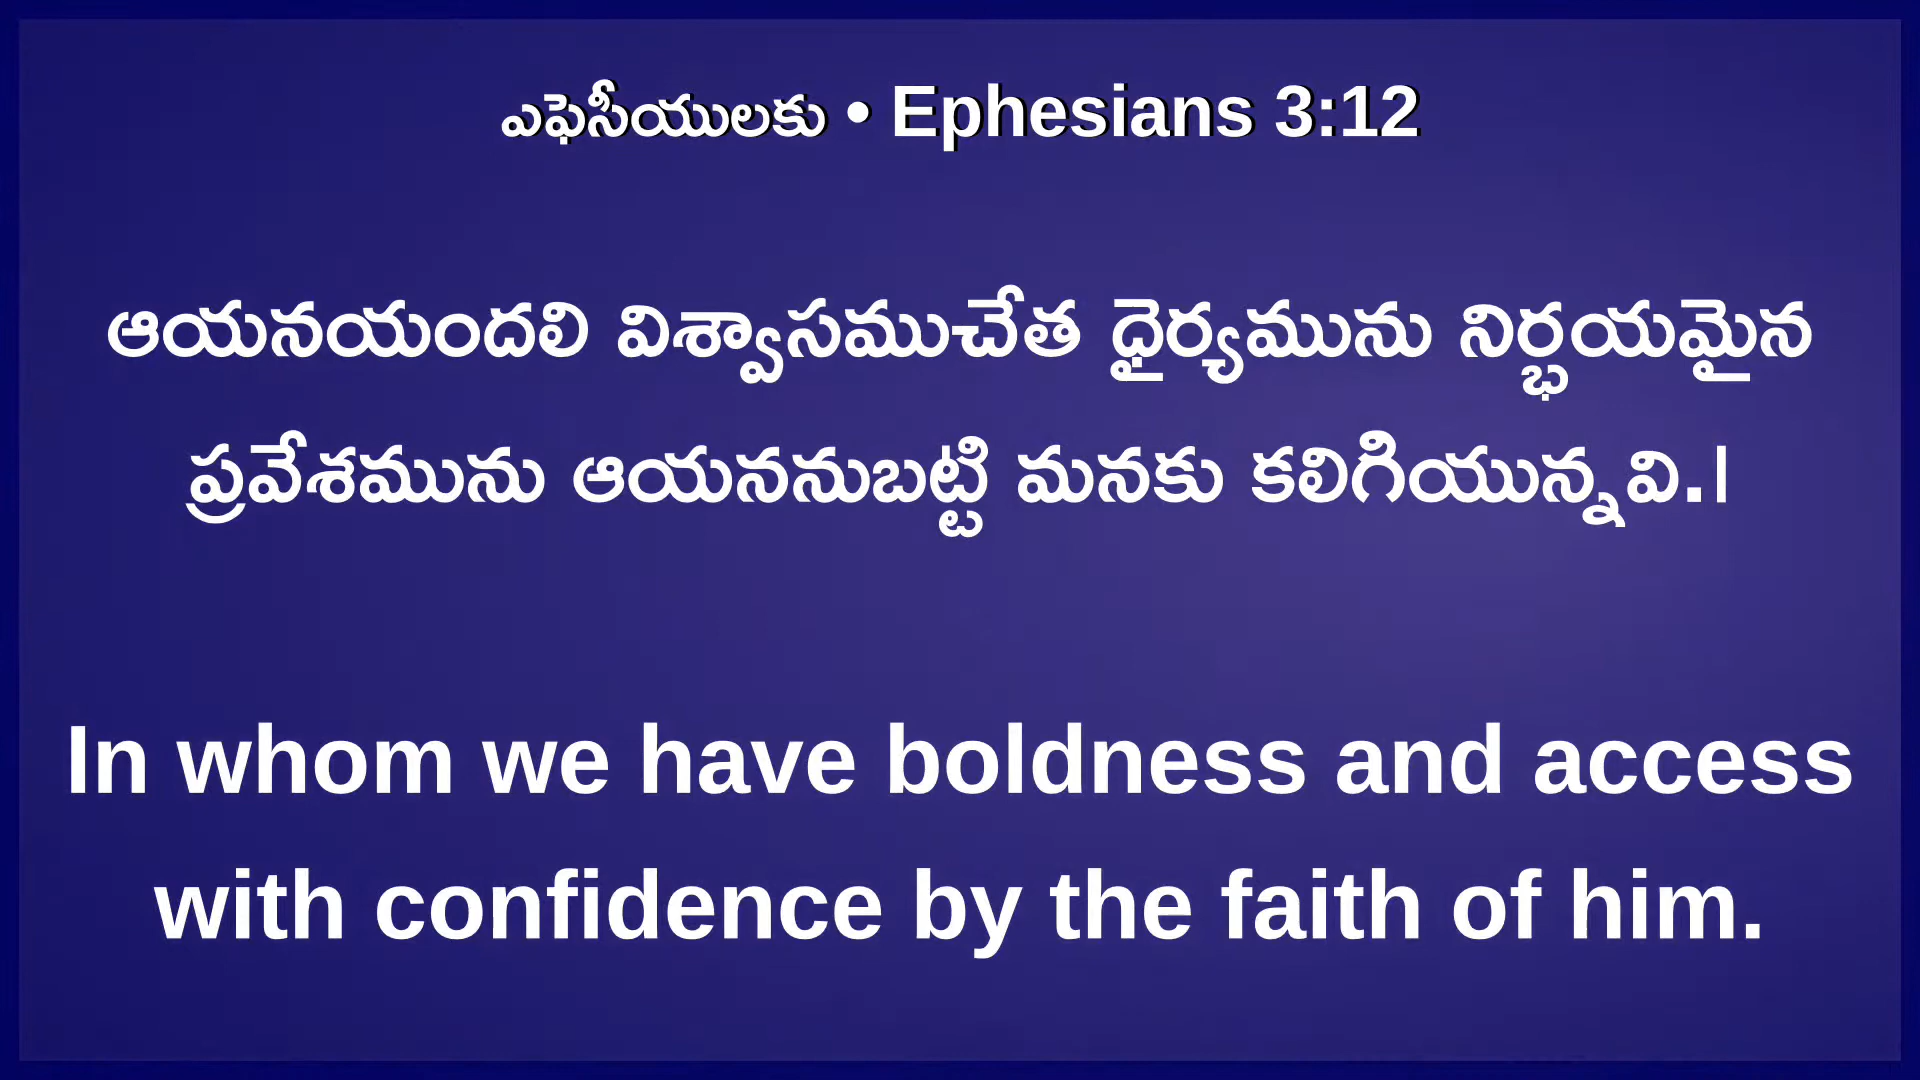 ఎఫెసీయులకు • Ephesians 3:12
ఆయనయందలి విశ్వాసముచేత ధైర్యమును నిర్భయమైన
ప్రవేశమును ఆయననుబట్టి మనకు కలిగియున్నవి.।
In whom we have boldness and access
with confidence by the faith of him.